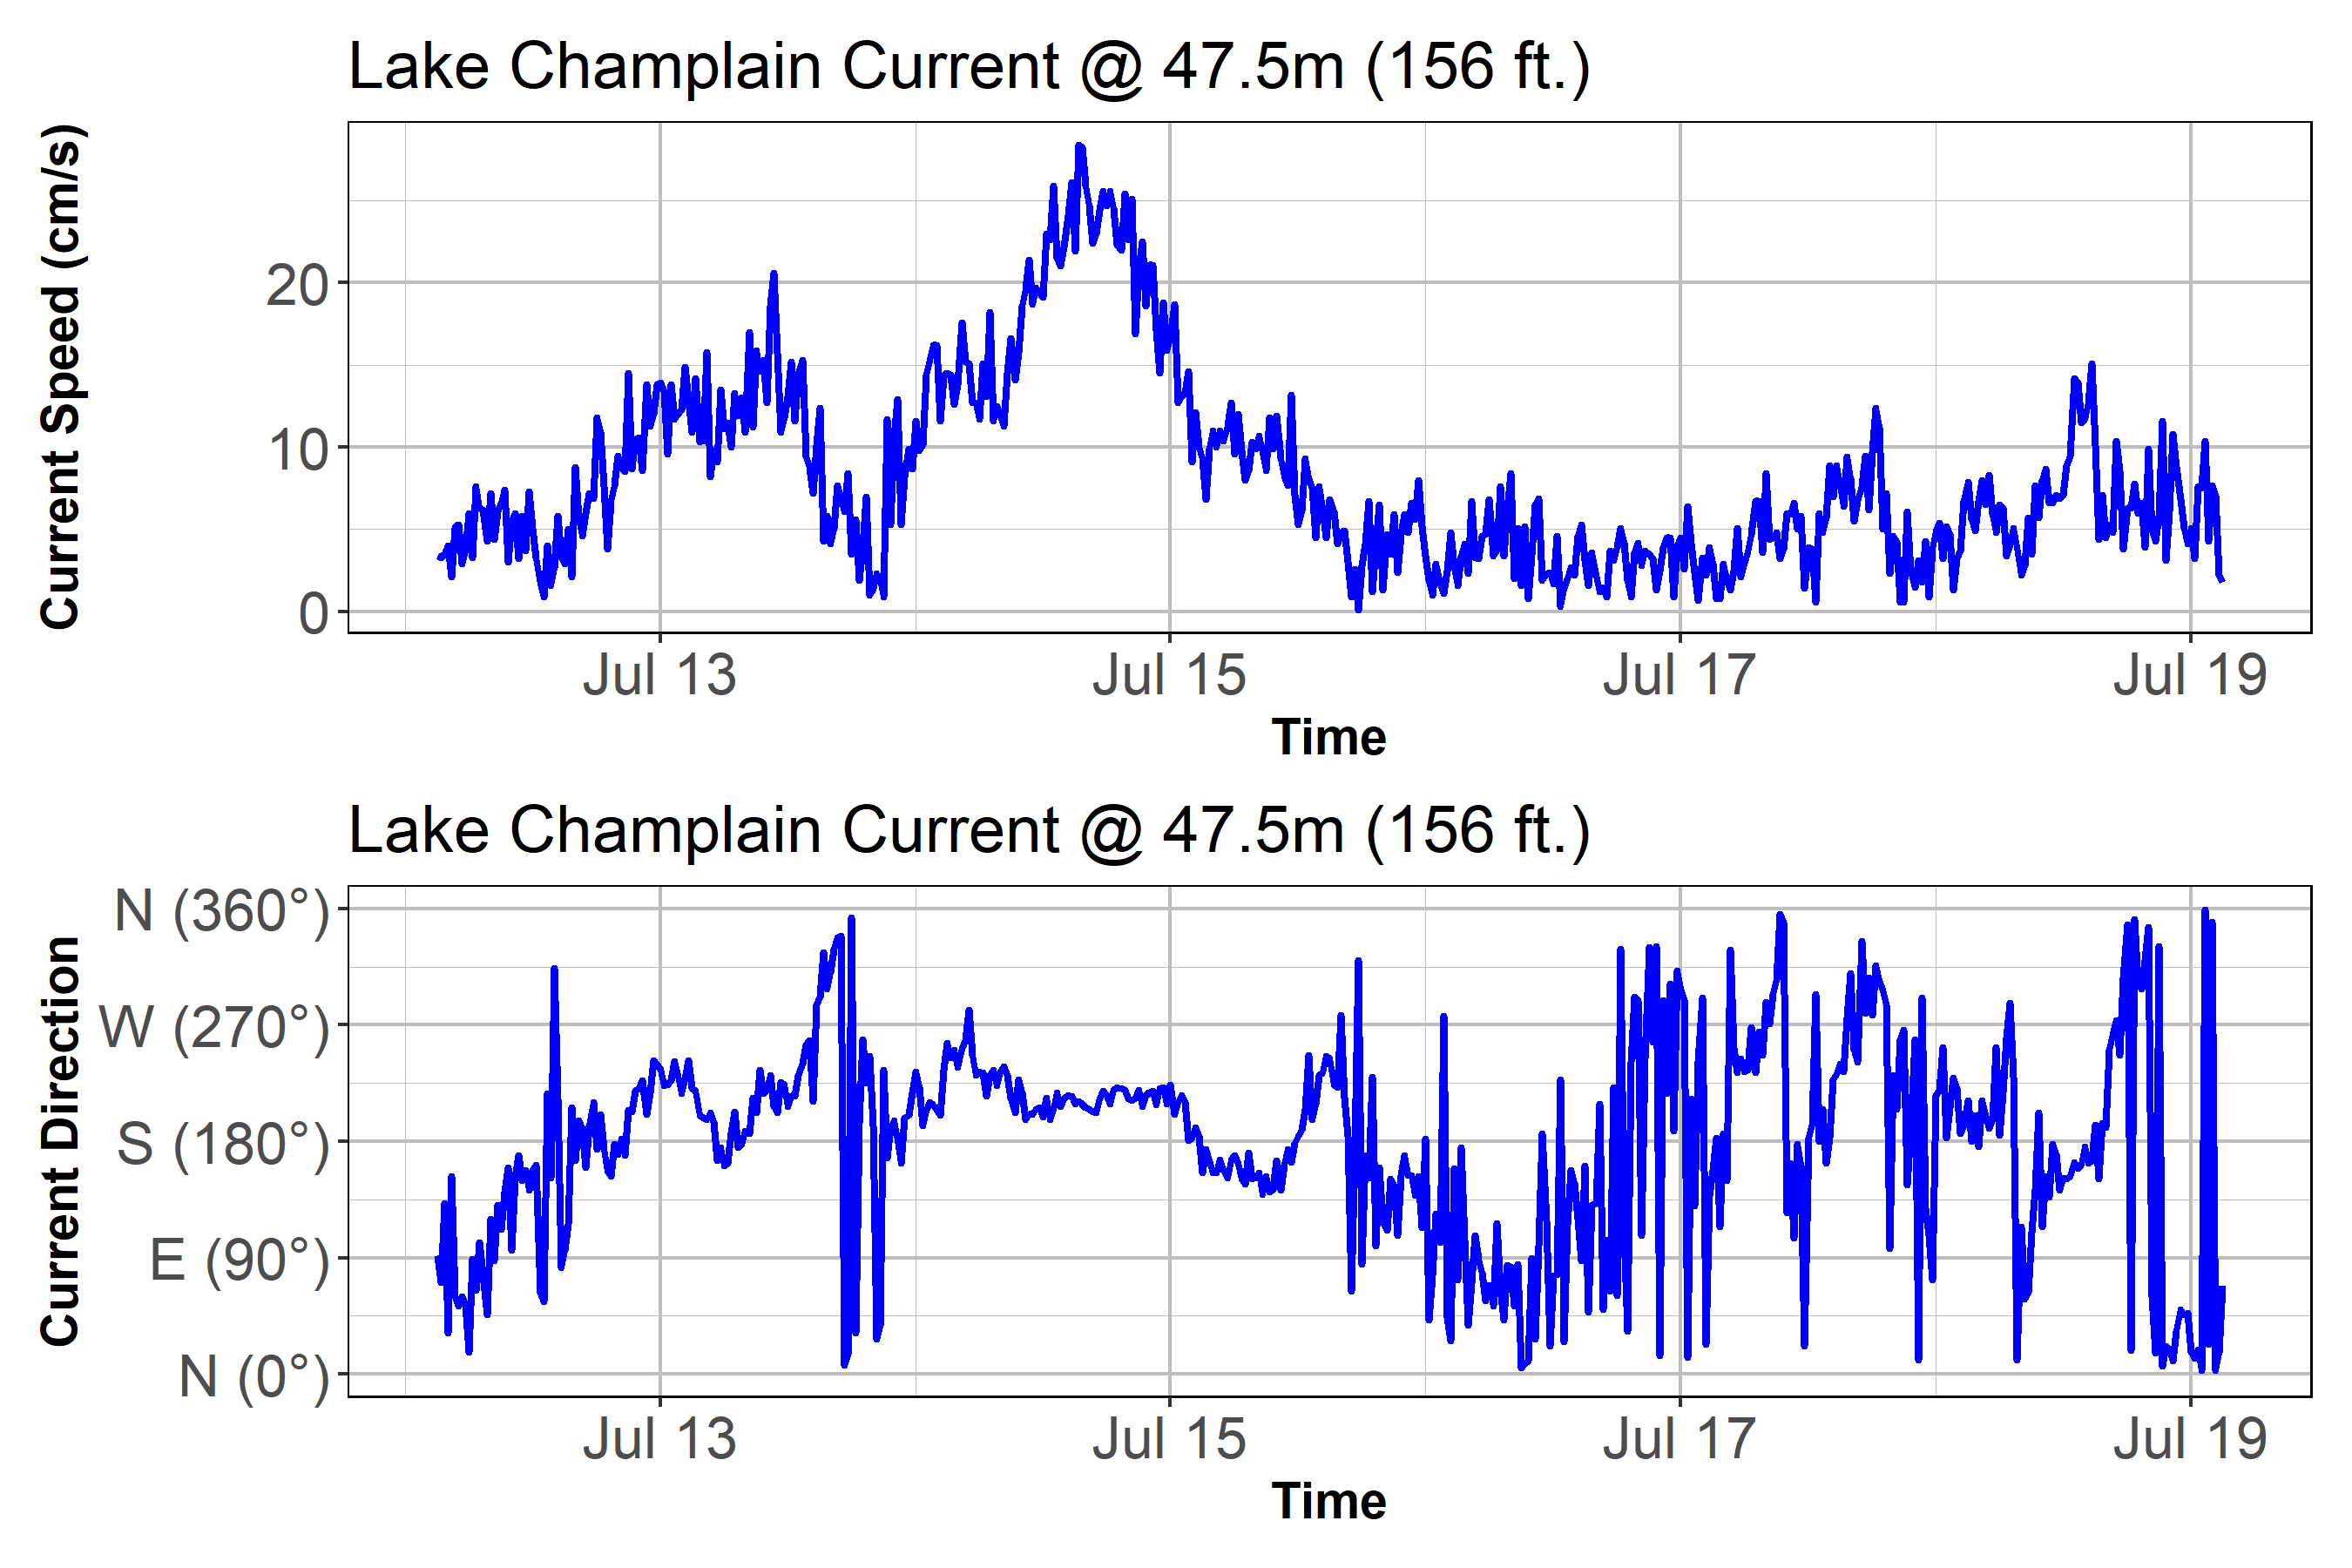 Lake Champlain Current @ 47.5m (156 ft.)
Current Speed (cm/s)
20
10
0
Jul 13 Jul 15 Jul 17 Jul 19
Time
Lake Champlain Current @ 47.5m (156 ft.)
Current Direction
N (360°)
W (270°)
S (180°)
E (90°)
N (0°)
Jul 13 Jul 15 Jul 17 Jul 19
Time